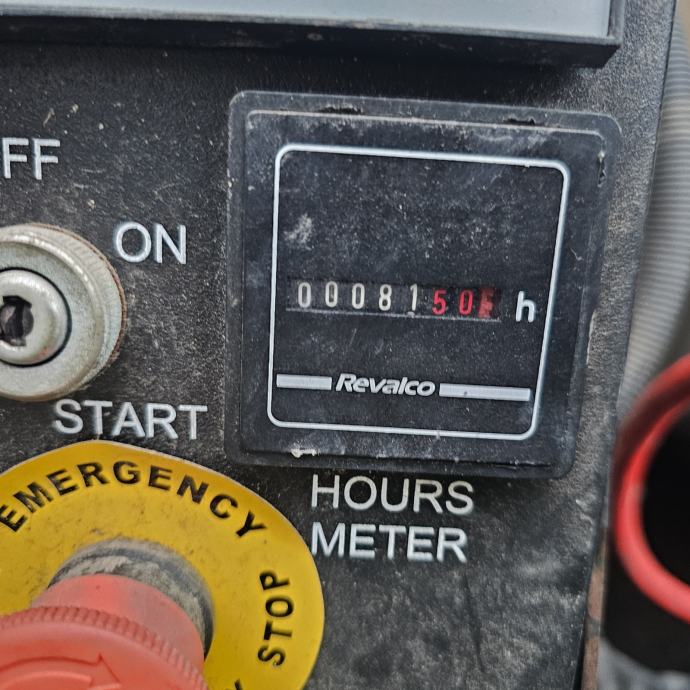 FF
ON
0008150 h
Revalco
START
HOURS
METER
EMERGENCY
STOP